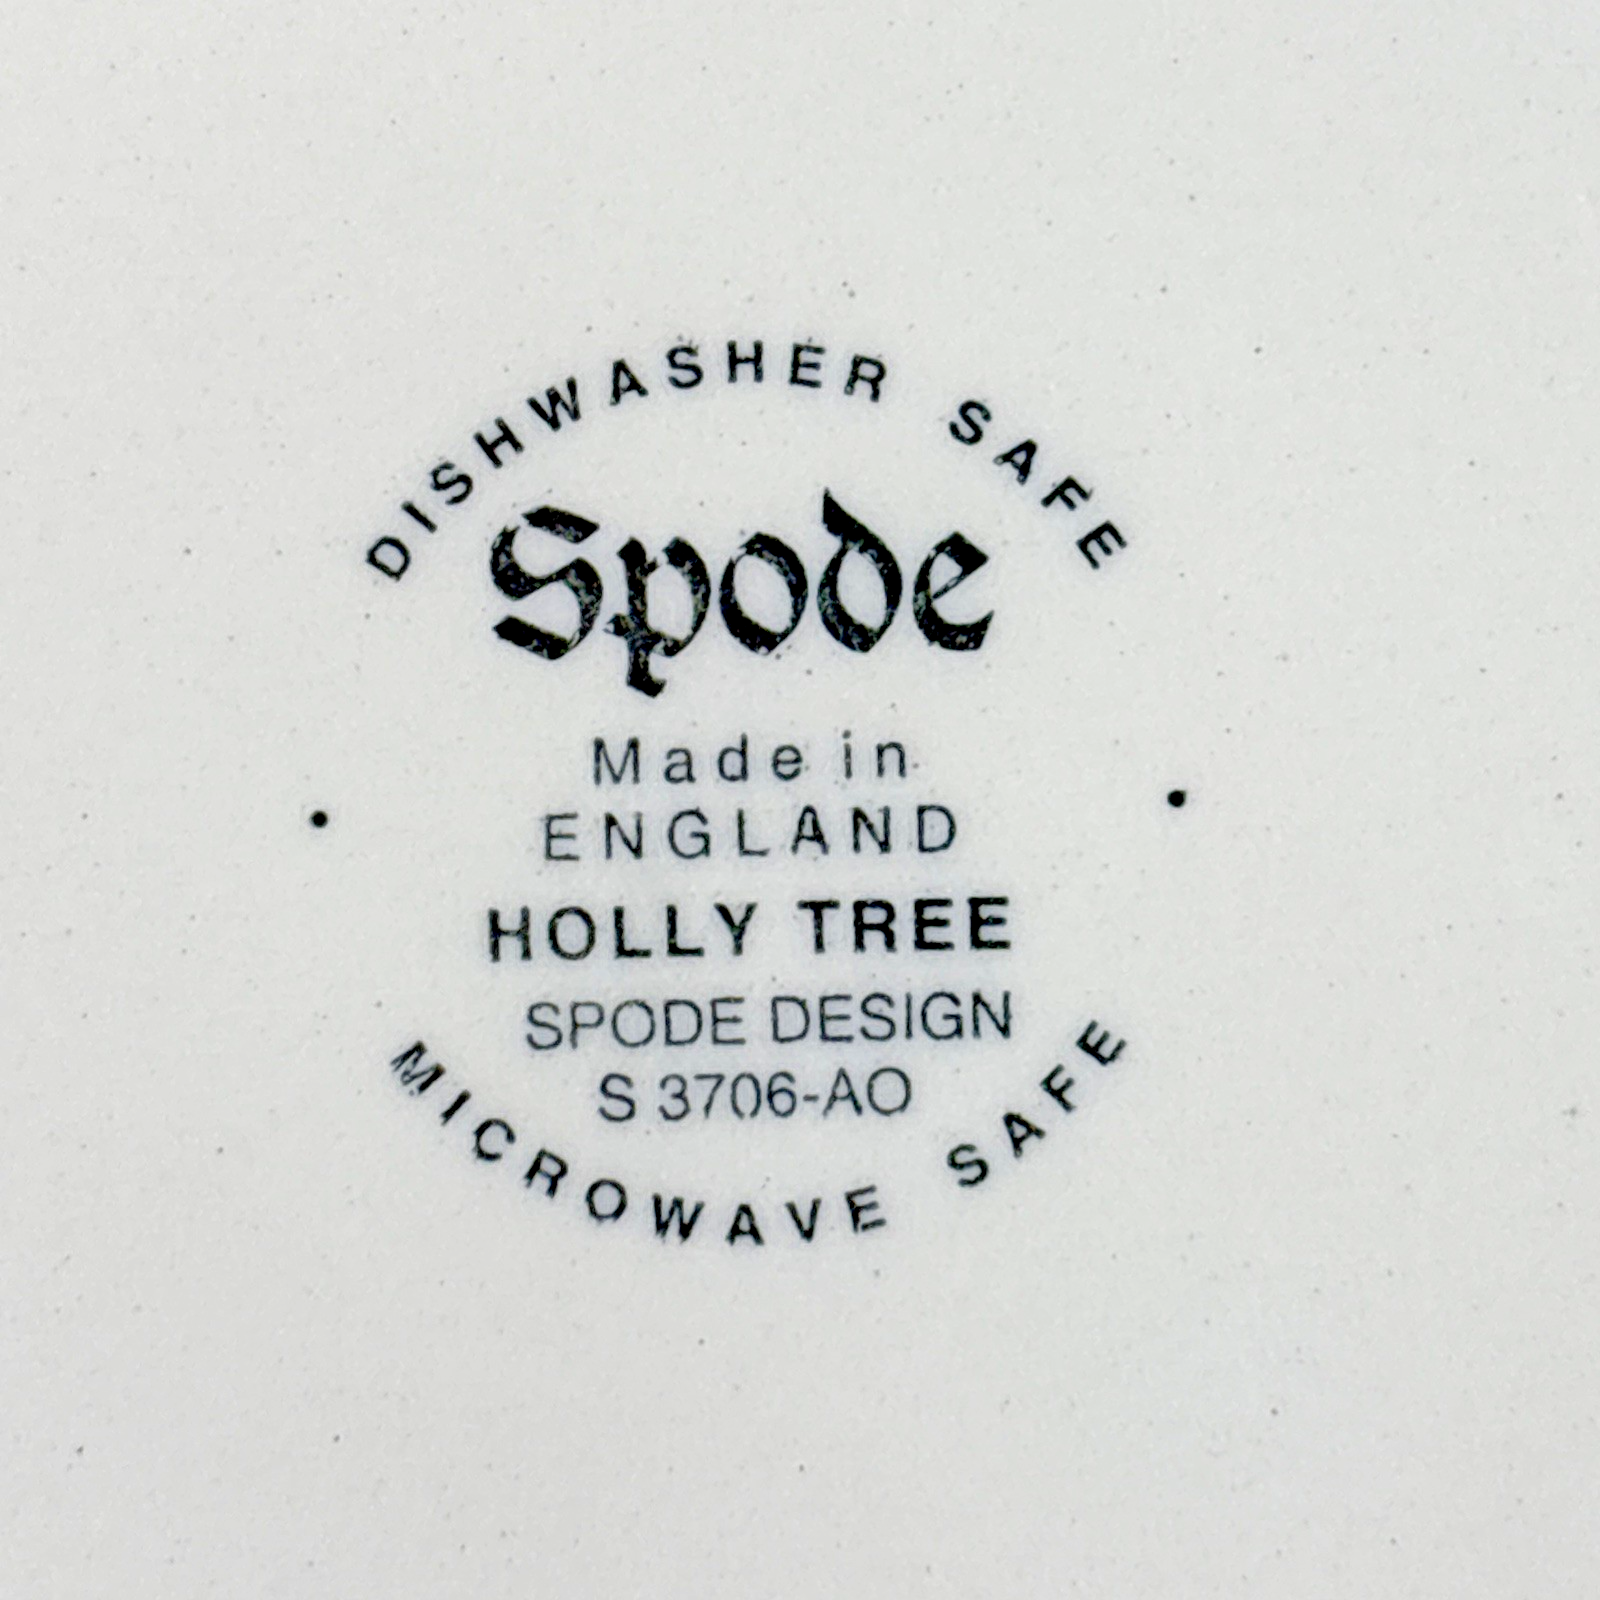 DISHWASHER SAFE
Spode
Made in
ENGLAND
HOLLY TREE
SPODE DESIGN
S 3706-AO
MICROWAVE SAFE